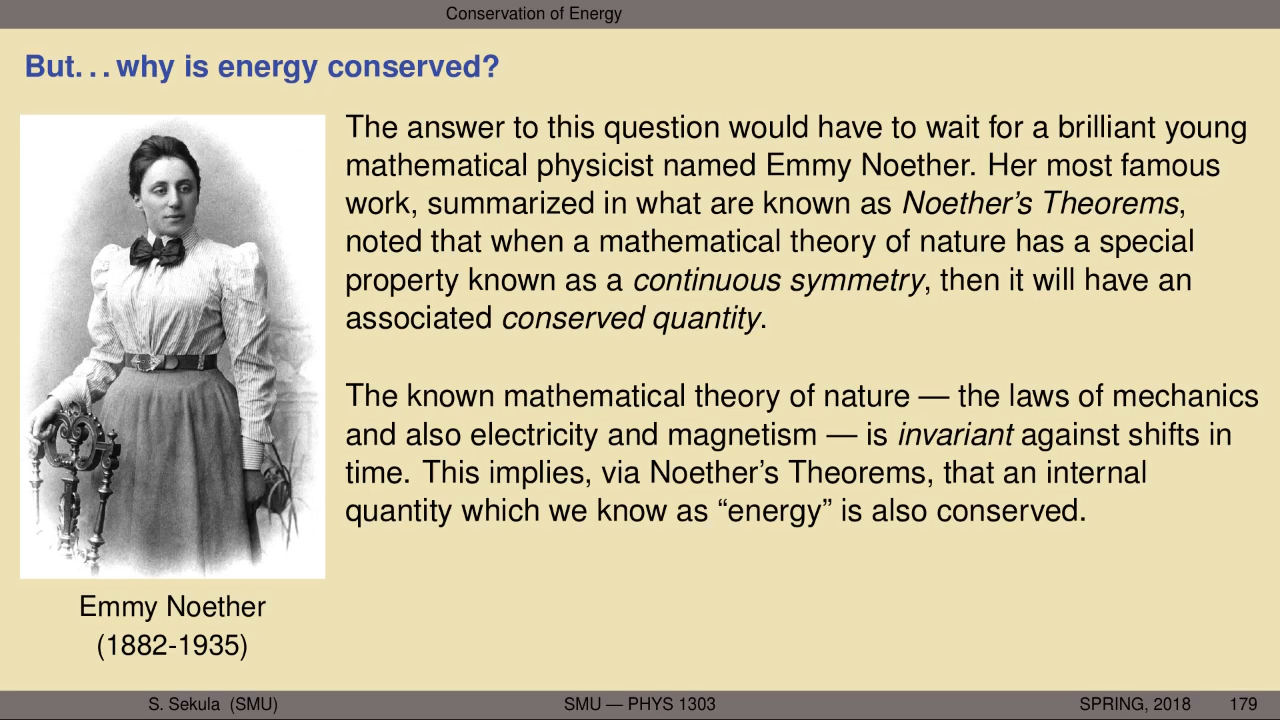 Conservation of Energy
But. . . why is energy conserved?
The answer to this question would have to wait for a brilliant young
mathematical physicist named Emmy Noether. Her most famous
work, summarized in what are known as Noether's Theorems,
noted that when a mathematical theory of nature has a special
property known as a continuous symmetry, then it will have an
associated conserved quantity.
The known mathematical theory of nature — the laws of mechanics
and also electricity and magnetism — is invariant against shifts in
time. This implies, via Noether's Theorems, that an internal
quantity which we know as “energy” is also conserved.
Emmy Noether
(1882-1935)
S. Sekula (SMU) SMU — PHYS 1303 SPRING, 2018 179